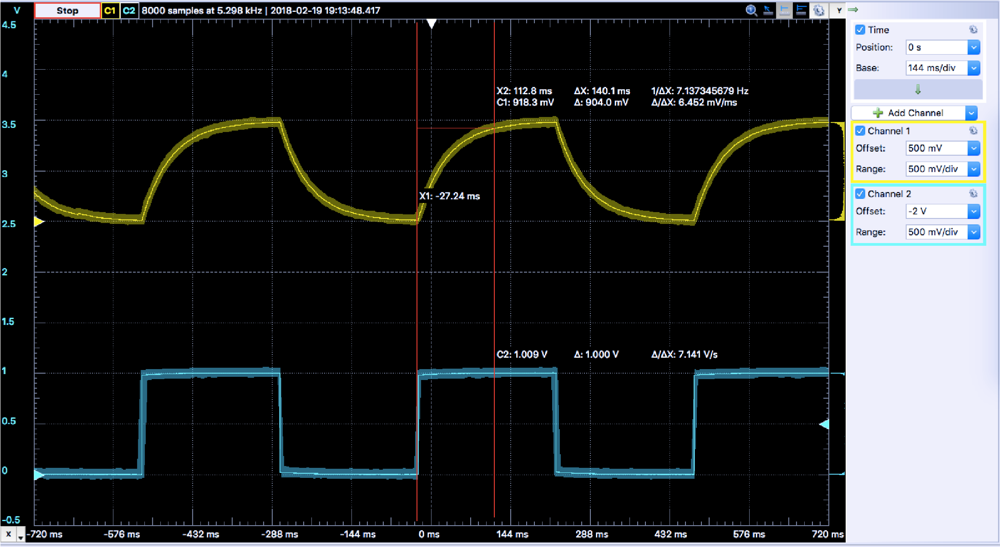 V Stop C1 C2 8000 samples at 5.298 kHz | 2018-02-19 19:13:48.417 Y
4.5
4
3.5
3
2.5
2
1.5
1
0.5
0
-0.5
X2: 112.8 ms ΔX: 140.1 ms 1/ΔX: 7.137345679 Hz
C1: 918.3 mV Δ: 904.0 mV Δ/ΔX: 6.452 mV/ms
X1: -27.24 ms
C2: 1.009 V Δ: 1.000 V Δ/ΔX: 7.141 V/s
X -720 ms -576 ms -432 ms -288 ms -144 ms 0 ms 144 ms 288 ms 432 ms 576 ms 720 ms
Time
Position: 0 s
Base: 144 ms/div
Add Channel
Channel 1
Offset: 500 mV
Range: 500 mV/div
Channel 2
Offset: -2 V
Range: 500 mV/div